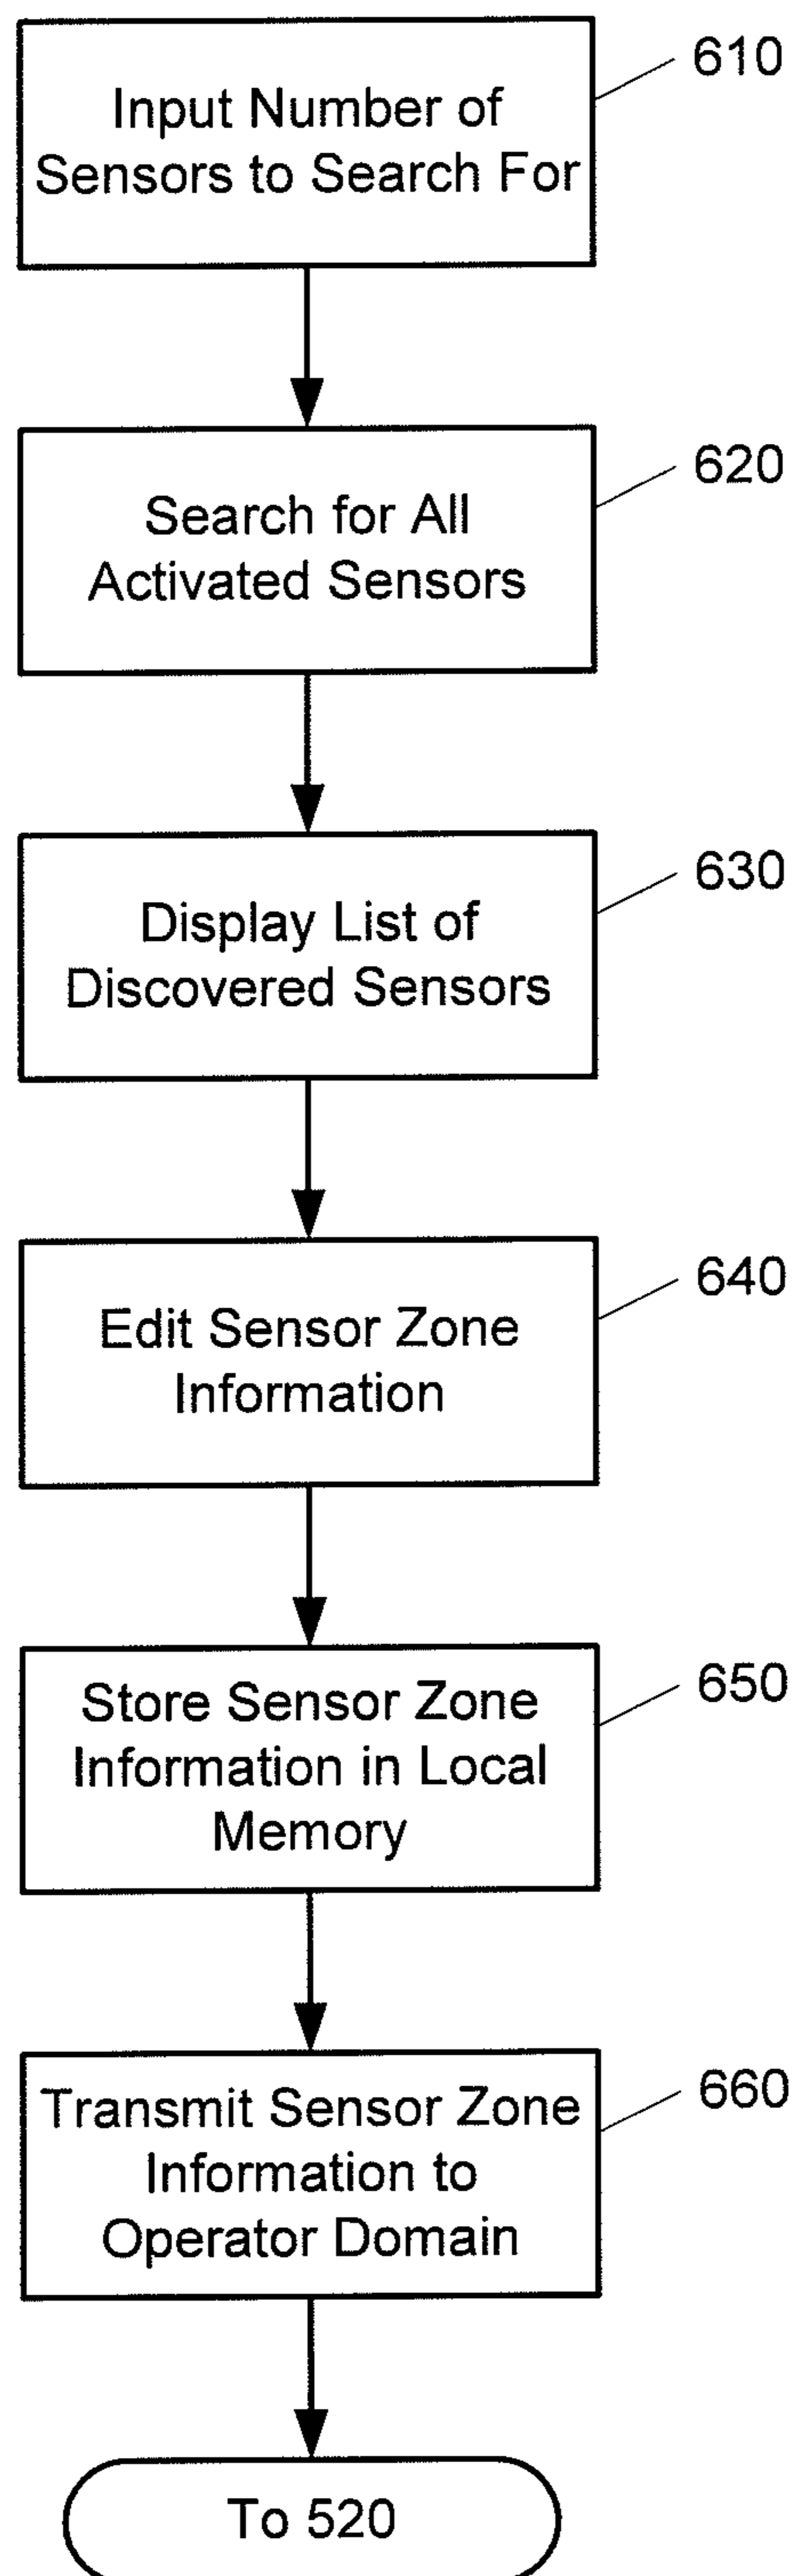 610
Input Number of
Sensors to Search For
620
Search for All
Activated Sensors
630
Display List of
Discovered Sensors
640
Edit Sensor Zone
Information
650
Store Sensor Zone
Information in Local
Memory
660
Transmit Sensor Zone
Information to
Operator Domain
To 520